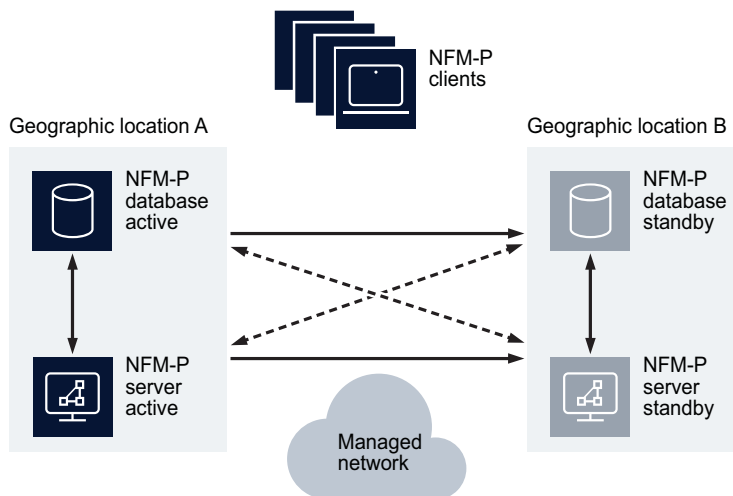 NFM-P
clients
Geographic location A
Geographic location B
NFM-P
database
active
NFM-P
database
standby
NFM-P
server
active
NFM-P
server
standby
Managed
network